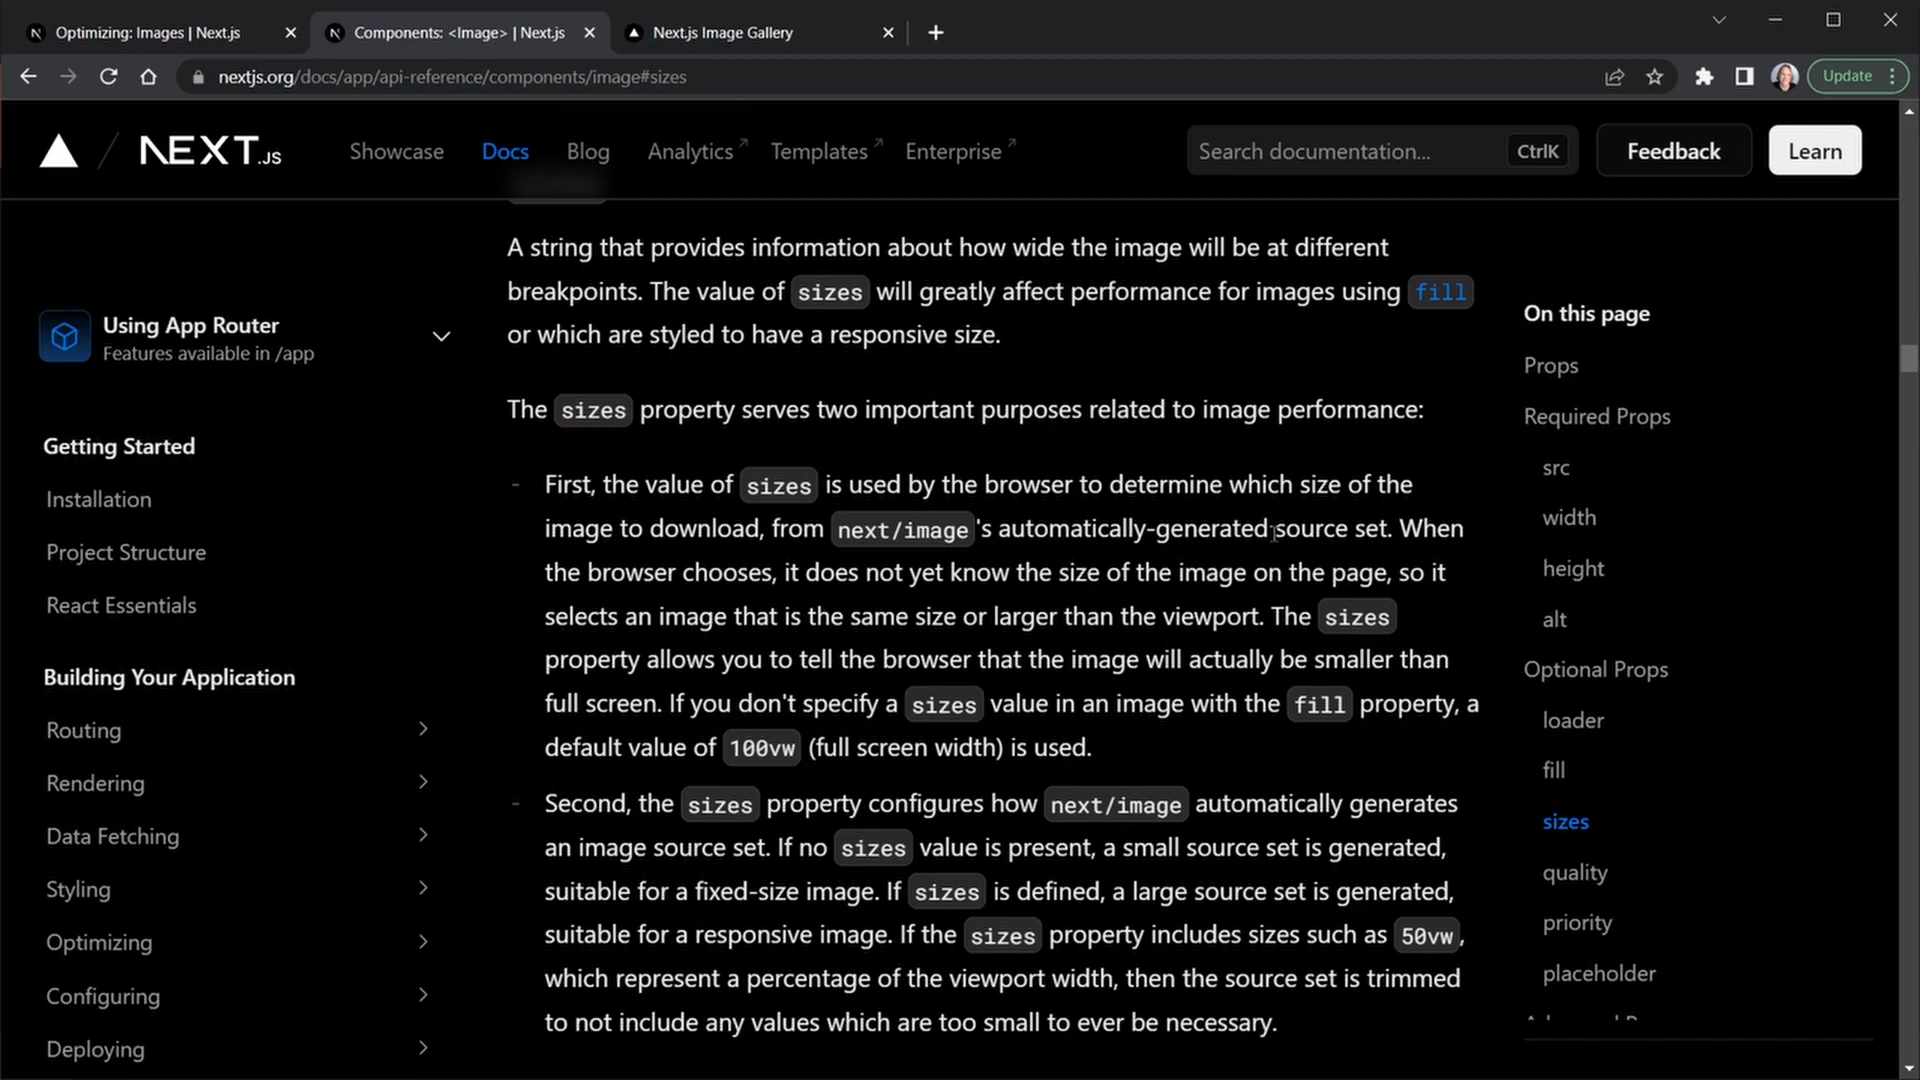 Optimizing: Images | Next.js
Components: <Image> | Next.js
Next.js Image Gallery
nextjs.org/docs/app/api-reference/components/image#sizes
Update
NEXT.JS
Showcase
Docs
Blog
Analytics
Templates
Enterprise
Search documentation...
CtrlK
Feedback
Learn
Using App Router
Features available in /app
Getting Started
Installation
Project Structure
React Essentials
Building Your Application
Routing
Rendering
Data Fetching
Styling
Optimizing
Configuring
Deploying
A string that provides information about how wide the image will be at different
breakpoints. The value of sizes will greatly affect performance for images using fill
or which are styled to have a responsive size.
The sizes property serves two important purposes related to image performance:
- First, the value of sizes is used by the browser to determine which size of the
image to download, from next/image's automatically-generated source set. When
the browser chooses, it does not yet know the size of the image on the page, so it
selects an image that is the same size or larger than the viewport. The sizes
property allows you to tell the browser that the image will actually be smaller than
full screen. If you don't specify a sizes value in an image with the fill property, a
default value of 100vw (full screen width) is used.
- Second, the sizes property configures how next/image automatically generates
an image source set. If no sizes value is present, a small source set is generated,
suitable for a fixed-size image. If sizes is defined, a large source set is generated,
suitable for a responsive image. If the sizes property includes sizes such as 50vw,
which represent a percentage of the viewport width, then the source set is trimmed
to not include any values which are too small to ever be necessary.
On this page
Props
Required Props
src
width
height
alt
Optional Props
loader
fill
sizes
quality
priority
placeholder